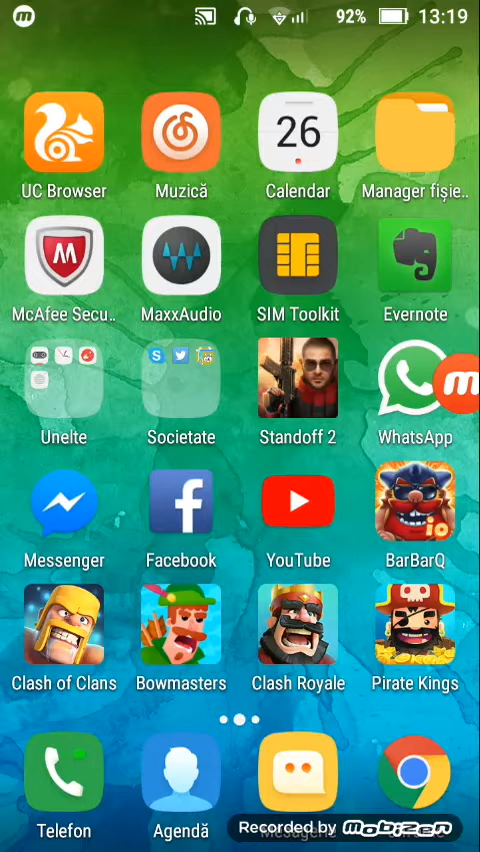 92% 13:19
26
UC Browser Muzică Calendar Manager fișie..
McAfee Secu.. MaxxAudio SIM Toolkit Evernote
Unelte Societate Standoff 2 WhatsApp
io
Messenger Facebook YouTube BarBarQ
Clash of Clans Bowmasters Clash Royale Pirate Kings
Telefon Agendă
Recorded by mobizen